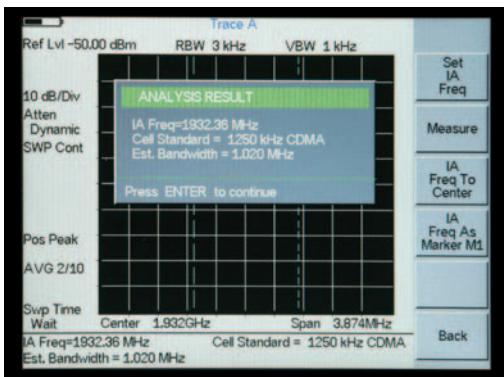 Trace A
Ref Lvl -50.00 dBm RBW 3 kHz VBW 1 kHz
10 dB/Div
Atten
Dynamic
SWP Cont
Pos Peak
AVG 2/10
Swp Time
Wait
ANALYSIS RESULT
IA Freq=1932.36 MHz
Cell Standard = 1250 kHz CDMA
Est. Bandwidth = 1.020 MHz
Press ENTER to continue
Center 1.932GHz Span 3.874MHz
IA Freq=1932.36 MHz Cell Standard = 1250 kHz CDMA
Est. Bandwidth = 1.020 MHz
Set
IA
Freq
Measure
IA
Freq To
Center
IA
Freq As
Marker M1
Back